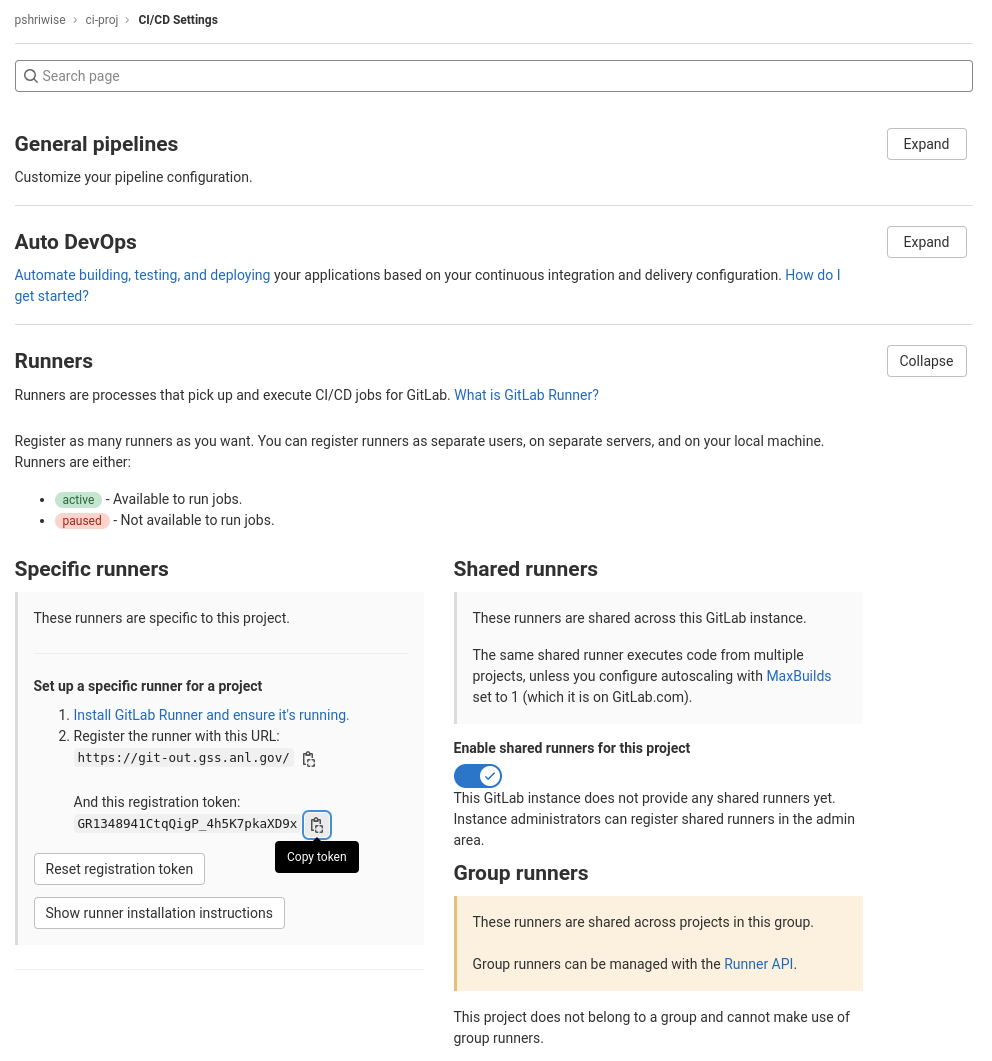 pshriwise › ci-proj › CI/CD Settings
Search page
General pipelines
Expand
Customize your pipeline configuration.
Auto DevOps
Expand
Automate building, testing, and deploying your applications based on your continuous integration and delivery configuration. How do I
get started?
Runners
Collapse
Runners are processes that pick up and execute CI/CD jobs for GitLab. What is GitLab Runner?
Register as many runners as you want. You can register runners as separate users, on separate servers, and on your local machine.
Runners are either:
• active - Available to run jobs.
• paused - Not available to run jobs.
Specific runners
These runners are specific to this project.
Set up a specific runner for a project
1. Install GitLab Runner and ensure it's running.
2. Register the runner with this URL:
https://git-out.gss.anl.gov/
And this registration token:
GR1348941CtqQigP_4h5K7pkaXD9x
Copy token
Reset registration token
Show runner installation instructions
Shared runners
These runners are shared across this GitLab instance.
The same shared runner executes code from multiple
projects, unless you configure autoscaling with MaxBuilds
set to 1 (which it is on GitLab.com).
Enable shared runners for this project
This GitLab instance does not provide any shared runners yet.
Instance administrators can register shared runners in the admin
area.
Group runners
These runners are shared across projects in this group.
Group runners can be managed with the Runner API.
This project does not belong to a group and cannot make use of
group runners.